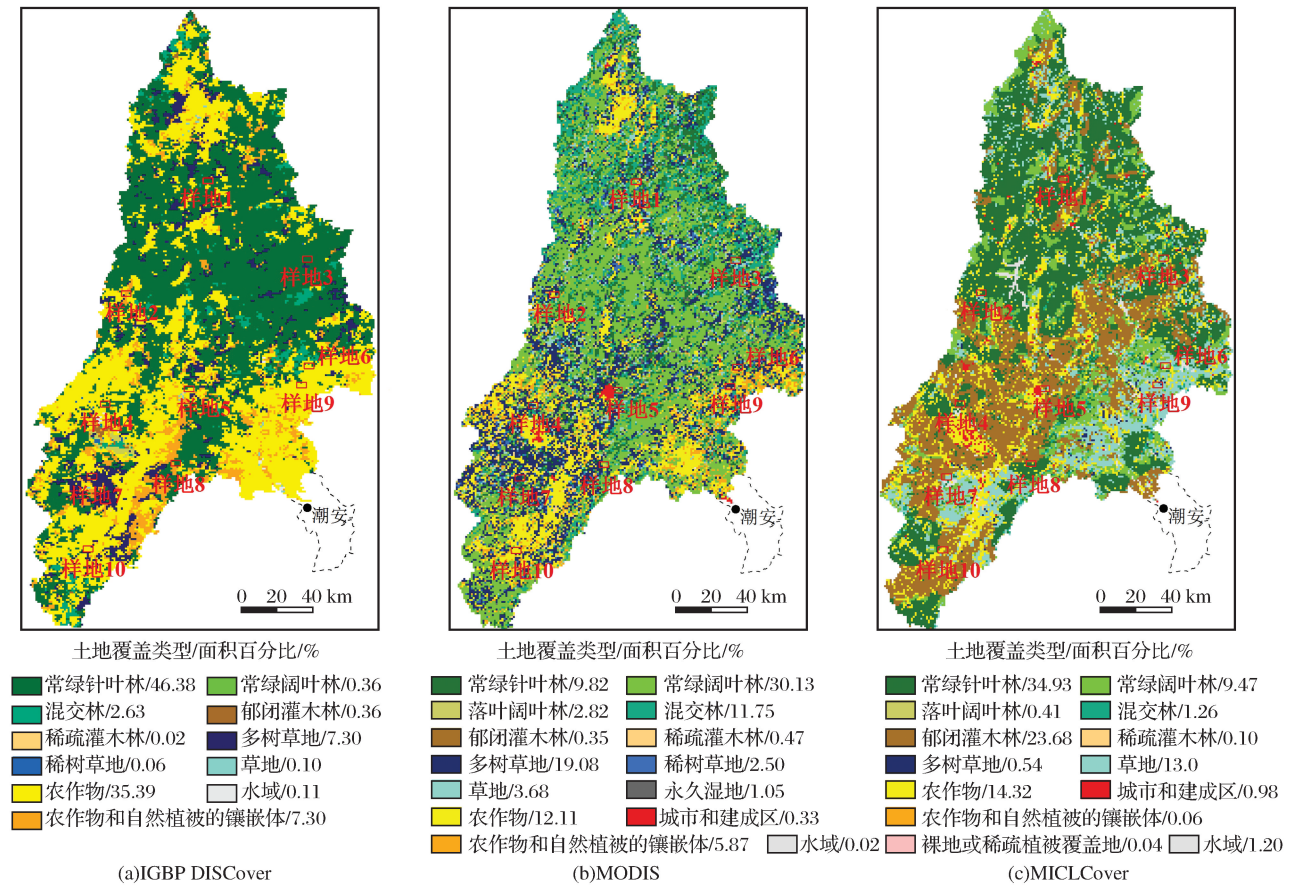 样地1
样地3
样地2
样地6
样地9
样地5
样地4
样地7
样地8
潮安
样地10
0 20 40 km
土地覆盖类型/面积百分比/%
常绿针叶林/46.38 常绿阔叶林/0.36
混交林/2.63 郁闭灌木林/0.36
稀疏灌木林/0.02 多树草地/7.30
稀树草地/0.06 草地/0.10
农作物/35.39 水域/0.11
农作物和自然植被的镶嵌体/7.30
(a)IGBP DISCover
样地1
样地3
样地2
样地6
样地9
样地5
样地4
样地7
样地8
潮安
样地10
0 20 40 km
土地覆盖类型/面积百分比/%
常绿针叶林/9.82 常绿阔叶林/30.13
落叶阔叶林/2.82 混交林/11.75
郁闭灌木林/0.35 稀疏灌木林/0.47
多树草地/19.08 稀树草地/2.50
草地/3.68 永久湿地/1.05
农作物/12.11 城市和建成区/0.33
农作物和自然植被的镶嵌体/5.87 水域/0.02
(b)MODIS
样地1
样地3
样地2
样地6
样地9
样地5
样地4
样地7
样地8
潮安
样地10
0 20 40 km
土地覆盖类型/面积百分比/%
常绿针叶林/34.93 常绿阔叶林/9.47
落叶阔叶林/0.41 混交林/1.26
郁闭灌木林/23.68 稀疏灌木林/0.10
多树草地/0.54 草地/13.0
农作物/14.32 城市和建成区/0.98
农作物和自然植被的镶嵌体/0.06
裸地或稀疏植被覆盖地/0.04 水域/1.20
(c)MICLCover